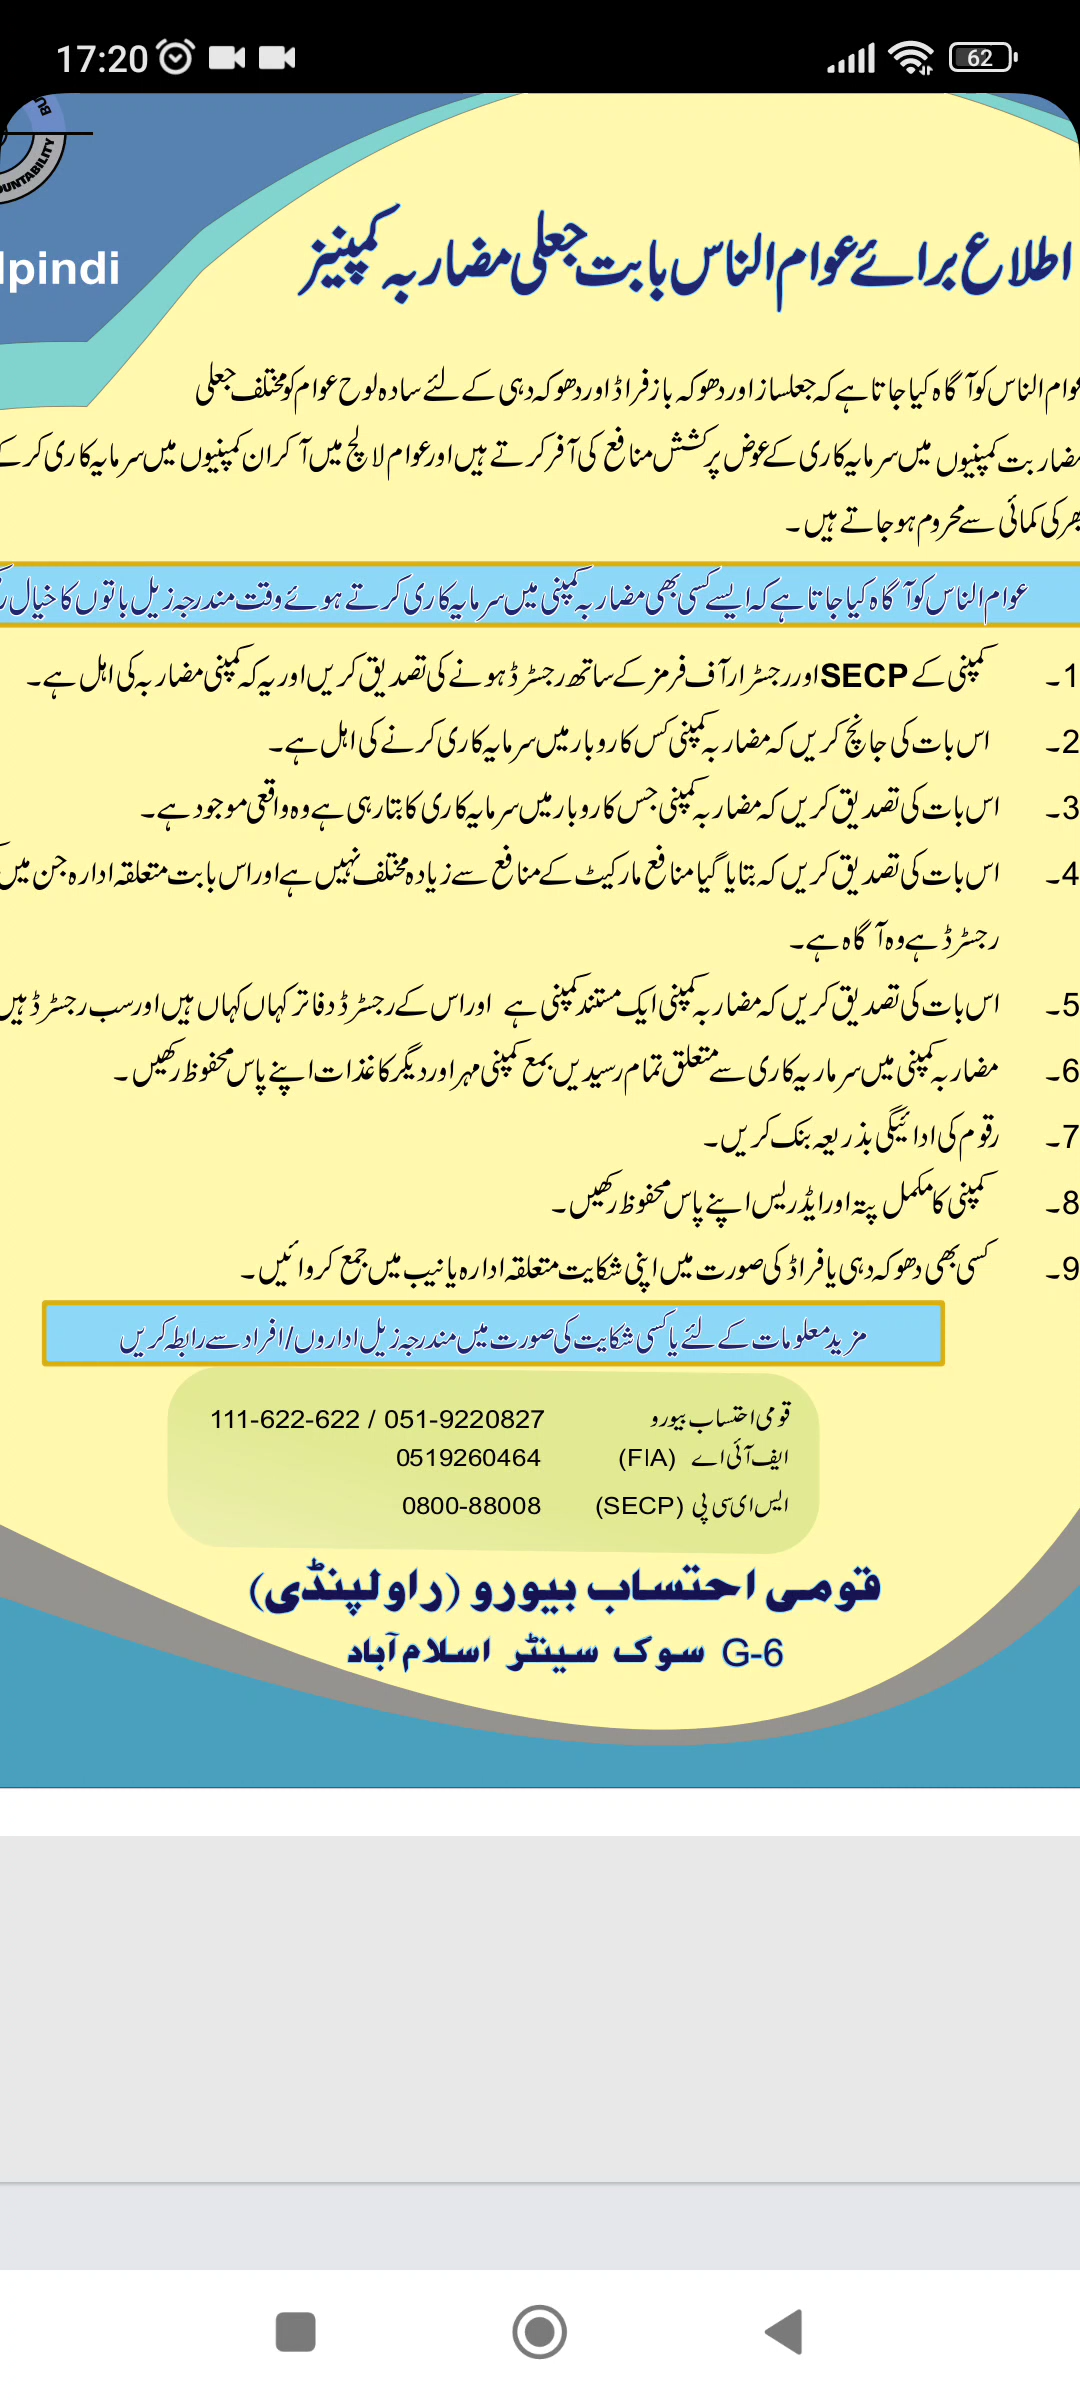 17:20
62
BU
OUNTABILITY
lpindi
اطلاع برائے عوام الناس بابت جعلی مضاربہ کمپنیز
عوام الناس کو آگاہ کیا جاتا ہے کہ جعلساز اور دھوکہ باز فراڈ اور دھوکہ دہی کے لئے سادہ لوح عوام کو مختلف جعلی
مضاربت کمپنیوں میں سرمایہ کاری کے عوض پرکشش منافع کی آفر کرتے ہیں اور عوام لالچ میں آ کر ان کمپنیوں میں سرمایہ کاری کر کے
بھر کی کمائی سے محروم ہو جاتے ہیں۔
عوام الناس کو آگاہ کیا جاتا ہے کہ ایسے کسی بھی مضاربہ کمپنی میں سرمایہ کاری کرتے ہوئے وقت مندرجہ زیل باتوں کا خیال
1۔ کمپنی کے SECP اور رجسٹرار آف فرمز کے ساتھ رجسٹرڈ ہونے کی تصدیق کریں اور یہ کہ کمپنی مضاربہ کی اہل ہے۔
2۔ اس بات کی جانچ کریں کہ مضاربہ کمپنی کس کاروبار میں سرمایہ کاری کرنے کی اہل ہے۔
3۔ اس بات کی تصدیق کریں کہ مضاربہ کمپنی جس کاروبار میں سرمایہ کاری کا بتا رہی ہے وہ واقعی موجود ہے۔
4۔ اس بات کی تصدیق کریں کہ بتایا گیا منافع مارکیٹ کے منافع سے زیادہ مختلف نہیں ہے اور اس بابت متعلقہ ادارہ جن میں
رجسٹرڈ ہے وہ آگاہ ہے۔
5۔ اس بات کی تصدیق کریں کہ مضاربہ کمپنی ایک مستند کمپنی ہے اور اس کے رجسٹرڈ دفاتر کہاں کہاں ہیں اور سب رجسٹرڈ ہیں
6۔ مضاربہ کمپنی میں سرماریہ کاری سے متعلق تمام رسیدیں بمع کمپنی مہر اور دیگر کاغذات اپنے پاس محفوظ رکھیں۔
7۔ رقوم کی ادائیگی بذریعہ بنک کریں۔
8۔ کمپنی کا مکمل پتہ اور ایڈریس اپنے پاس محفوظ رکھیں۔
9۔ کسی بھی دھوکہ دہی یا فراڈ کی صورت میں اپنی شکایت متعلقہ ادارہ یا نیب میں جمع کروائیں۔
مزید معلومات کے لئے یا کسی شکایت کی صورت میں مندرجہ زیل اداروں/افراد سے رابطہ کریں
قومی احتساب بیورو 111-622-622 / 051-9220827
ایف آئی اے (FIA) 0519260464
ایس ای سی پی (SECP) 0800-88008
قومی احتساب بیورو (راولپنڈی)
G-6 سوک سینٹر اسلام آباد